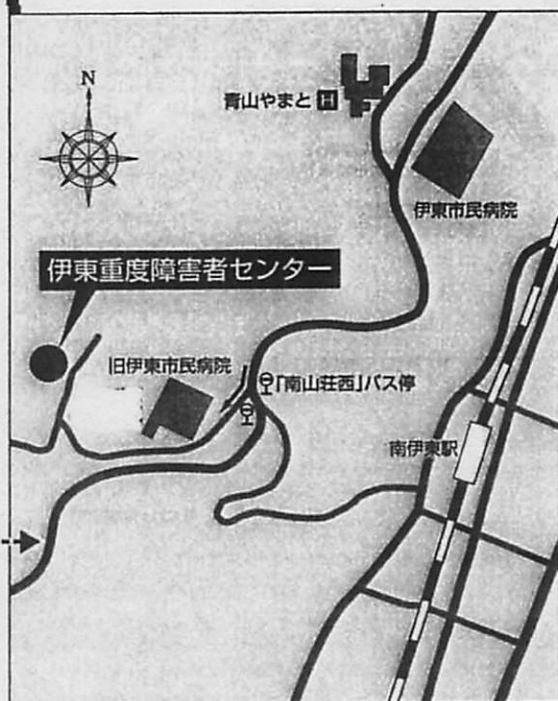 N
青山やまと H
伊東市民病院
伊東重度障害者センター
旧伊東市民病院
「南山荘西」バス停
南伊東駅